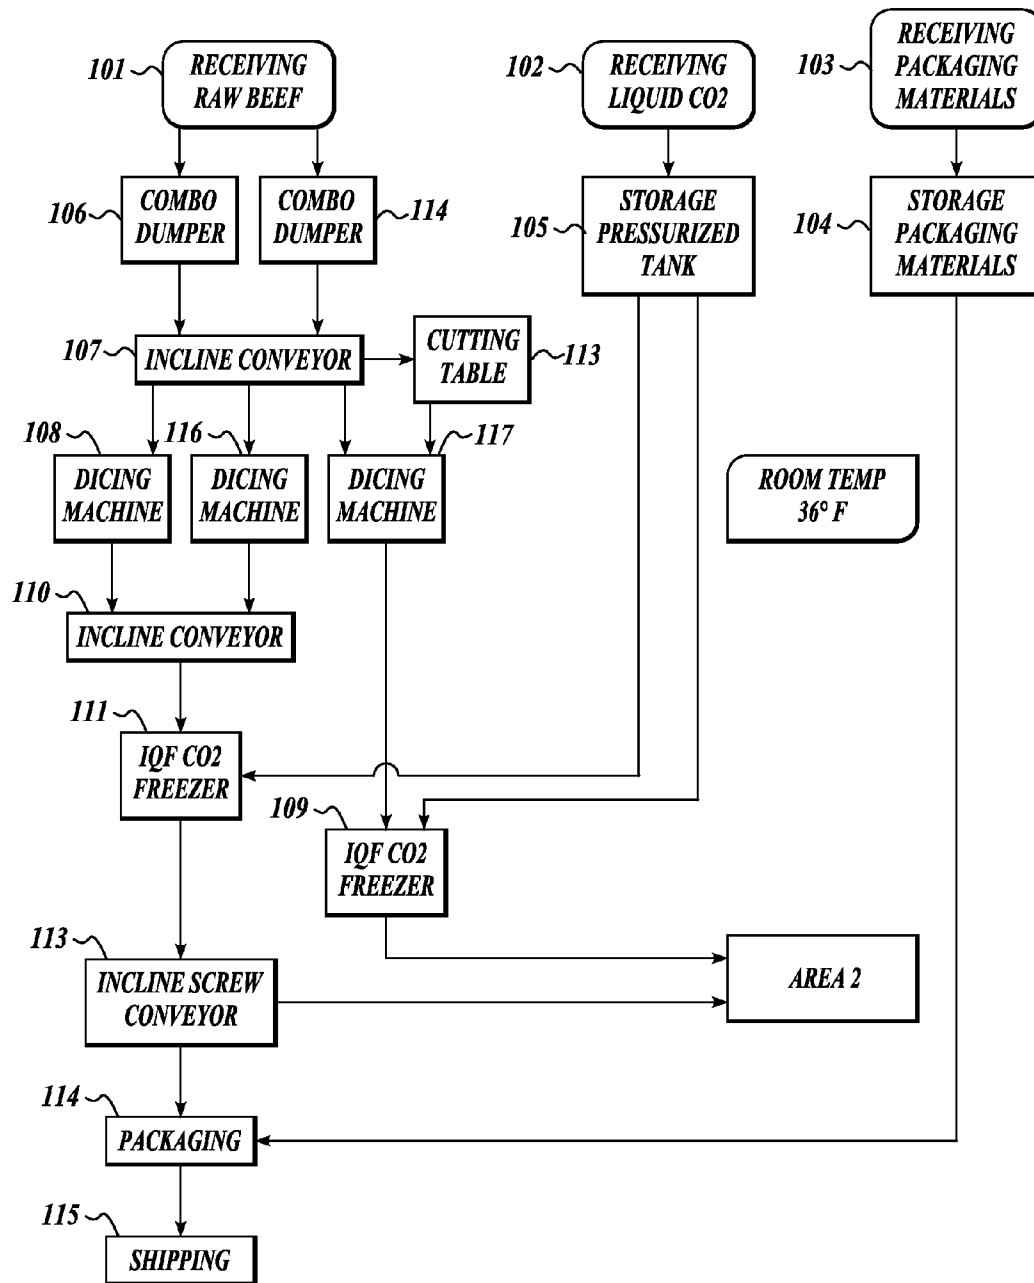 101
RECEIVING
RAW BEEF
102
RECEIVING
LIQUID CO2
103
RECEIVING
PACKAGING
MATERIALS
106
COMBO
DUMPER
COMBO
DUMPER
114
105
STORAGE
PRESSURIZED
TANK
104
STORAGE
PACKAGING
MATERIALS
107
INCLINE CONVEYOR
CUTTING
TABLE
113
108
DICING
MACHINE
116
DICING
MACHINE
117
DICING
MACHINE
ROOM TEMP
36° F
110
INCLINE CONVEYOR
111
IQF CO2
FREEZER
109
IQF CO2
FREEZER
113
INCLINE SCREW
CONVEYOR
AREA 2
114
PACKAGING
115
SHIPPING